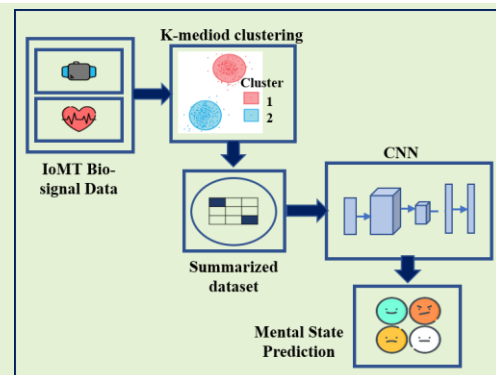 K-mediod clustering
Cluster
1
2
IoMT Bio-
signal Data
CNN
Summarized
dataset
Mental State
Prediction